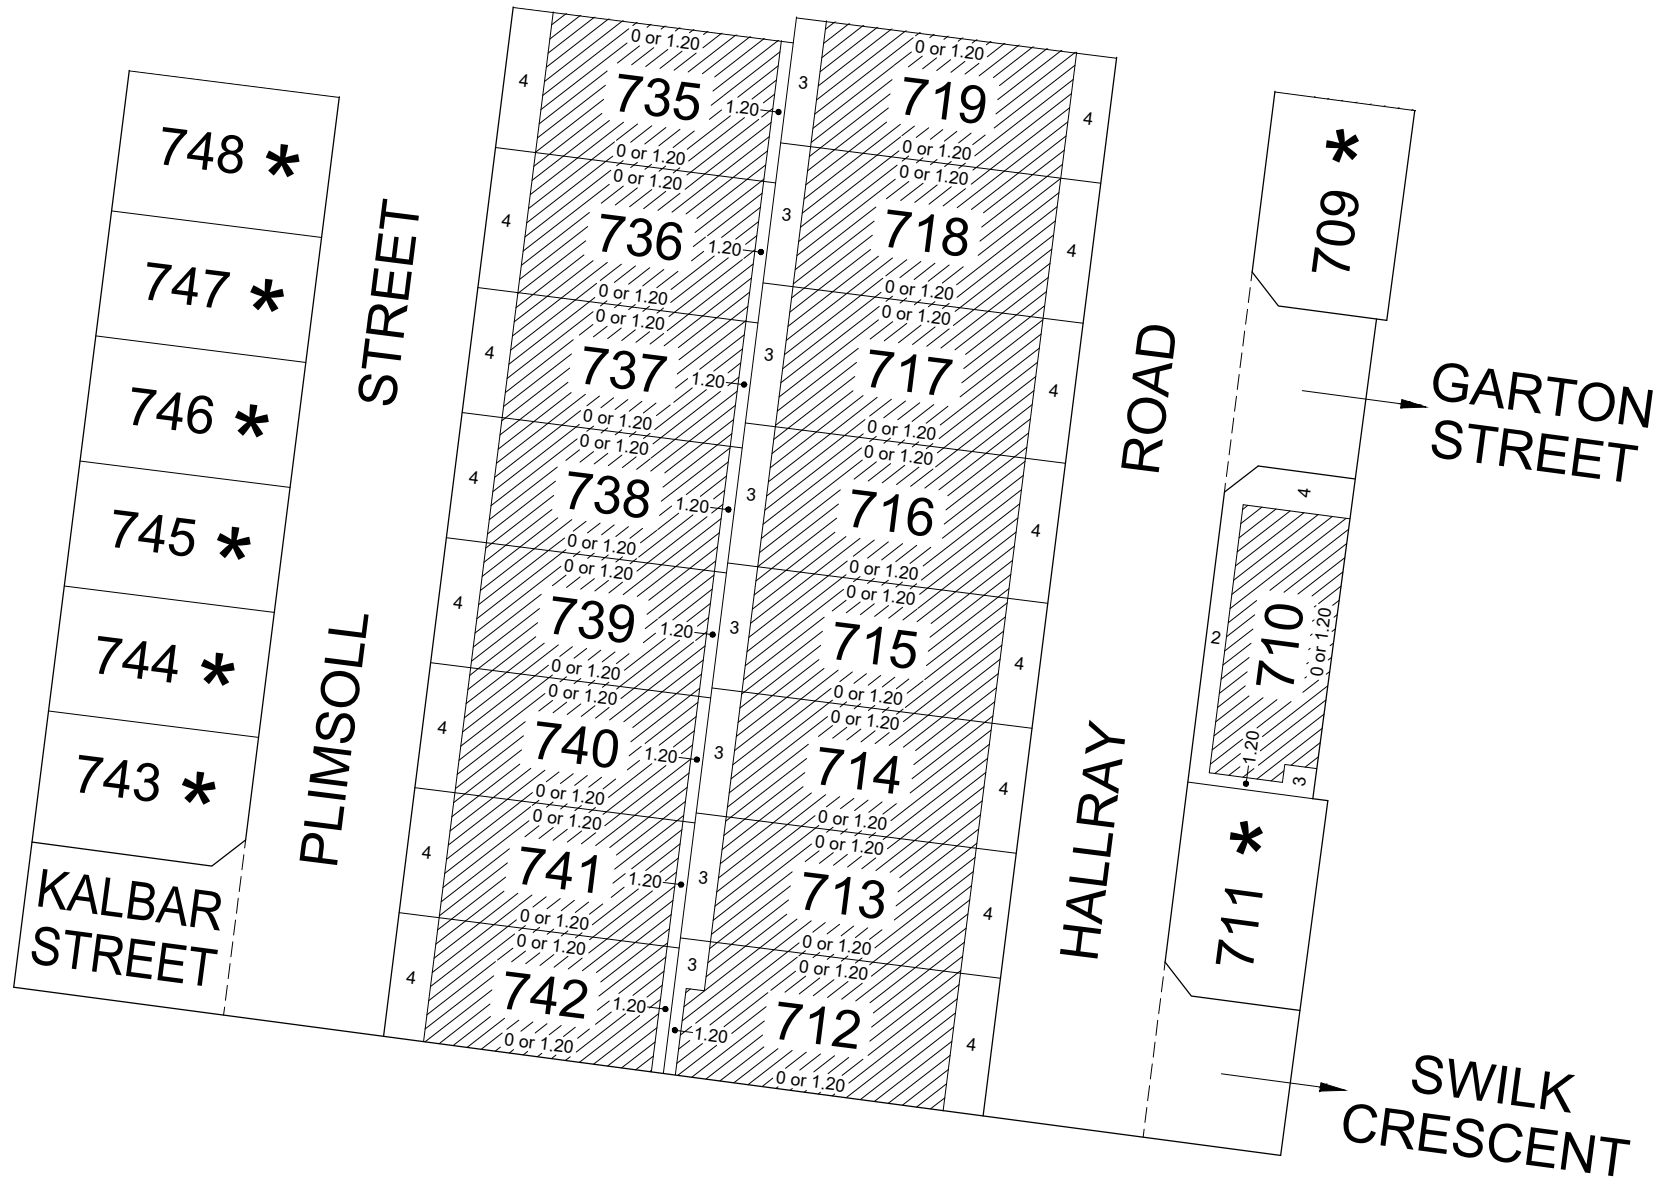 748 *
747 *
746 *
745 *
744 *
743 *
KALBAR
STREET
PLIMSOLL STREET
4
0 or 1.20
735
1.20
0 or 1.20
4
0 or 1.20
736
1.20
0 or 1.20
4
0 or 1.20
737
1.20
0 or 1.20
4
0 or 1.20
738
1.20
0 or 1.20
4
0 or 1.20
739
1.20
0 or 1.20
4
0 or 1.20
740
1.20
0 or 1.20
4
0 or 1.20
741
1.20
0 or 1.20
4
0 or 1.20
742
1.20
0 or 1.20
3
0 or 1.20
719
4
0 or 1.20
3
0 or 1.20
718
4
0 or 1.20
3
0 or 1.20
717
4
0 or 1.20
3
0 or 1.20
716
4
0 or 1.20
3
0 or 1.20
715
4
0 or 1.20
3
0 or 1.20
714
4
0 or 1.20
3
0 or 1.20
713
4
0 or 1.20
3
0 or 1.20
712
1.20
4
0 or 1.20
HALLRAY ROAD
709 *
GARTON
STREET
4
2
710
0 or 1.20
1.20
3
711 *
SWILK
CRESCENT